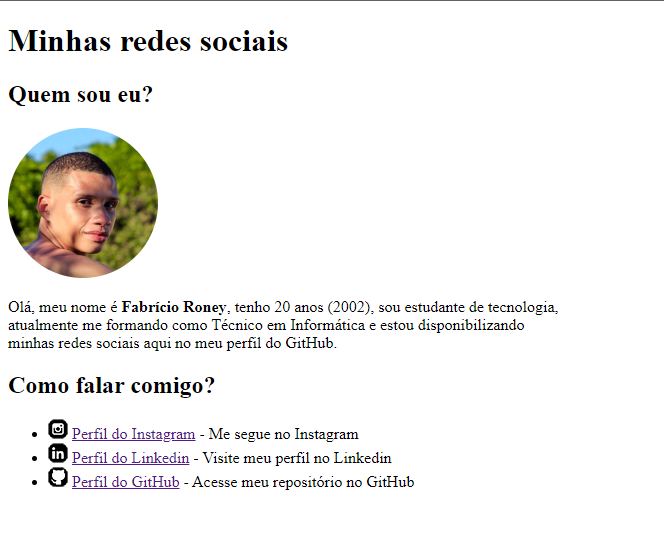 Minhas redes sociais
Quem sou eu?
Olá, meu nome é Fabrício Roney, tenho 20 anos (2002), sou estudante de tecnologia,
atualmente me formando como Técnico em Informática e estou disponibilizando
minhas redes sociais aqui no meu perfil do GitHub.
Como falar comigo?
Perfil do Instagram - Me segue no Instagram
Perfil do Linkedin - Visite meu perfil no Linkedin
Perfil do GitHub - Acesse meu repositório no GitHub